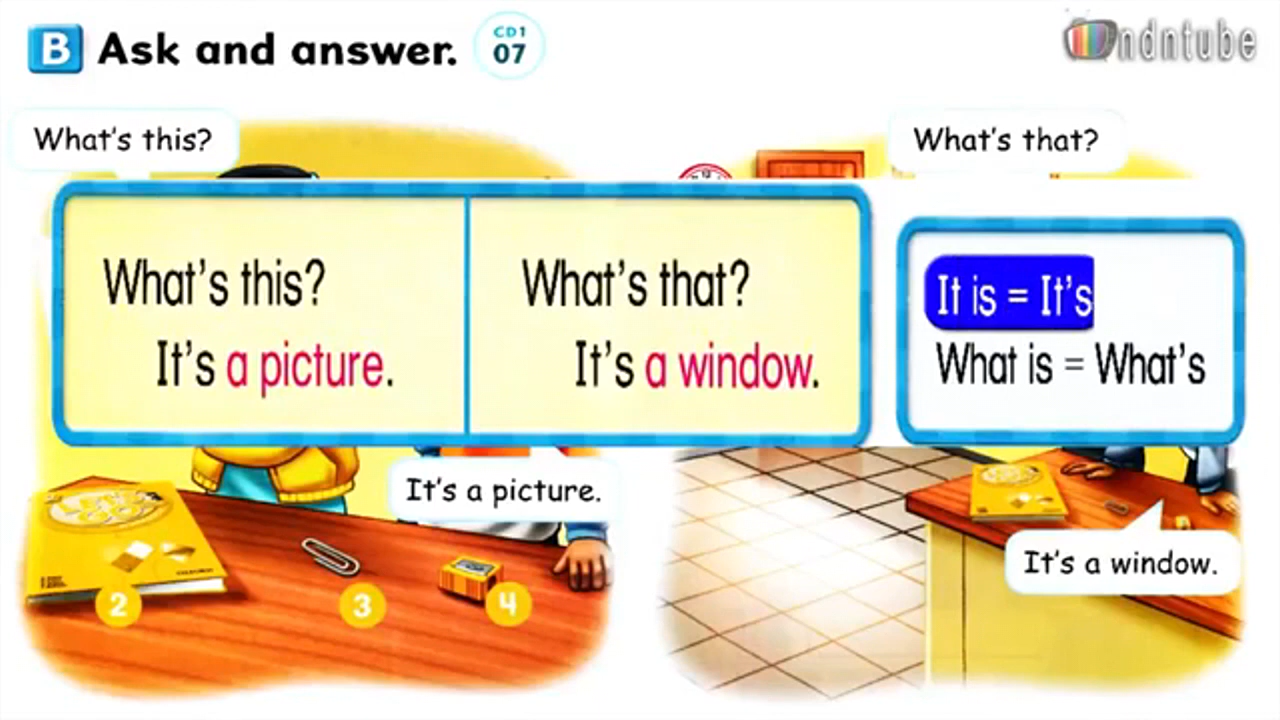 B Ask and answer. CD1 07
ndntube
What's this?
What's that?
What's this?
It's a picture.
What's that?
It's a window.
It is = It's
What is = What's
It's a picture.
It's a window.
2
3
4